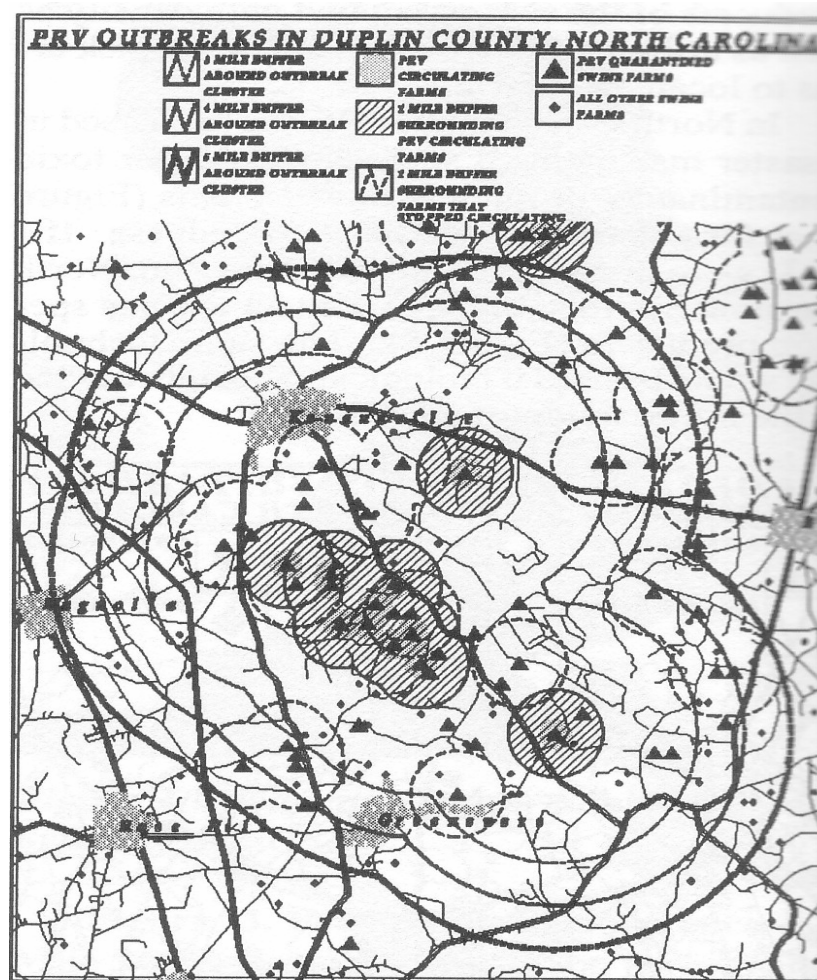 PRV OUTBREAKS IN DUPLIN COUNTY, NORTH CAROLINA
3 MILE BUFFER
AROUND OUTBREAK
CLUSTER
4 MILE BUFFER
AROUND OUTBREAK
CLUSTER
5 MILE BUFFER
AROUND OUTBREAK
CLUSTER
PRV
CIRCULATING
FARMS
1 MILE BUFFER
SURROUNDING
PRV CIRCULATING
FARMS
1 MILE BUFFER
SURROUNDING
FARMS THAT
STOPPED CIRCULATING
PRV QUARANTINED
SWINE FARMS
ALL OTHER SWINE
FARMS
Magnolia
Rose